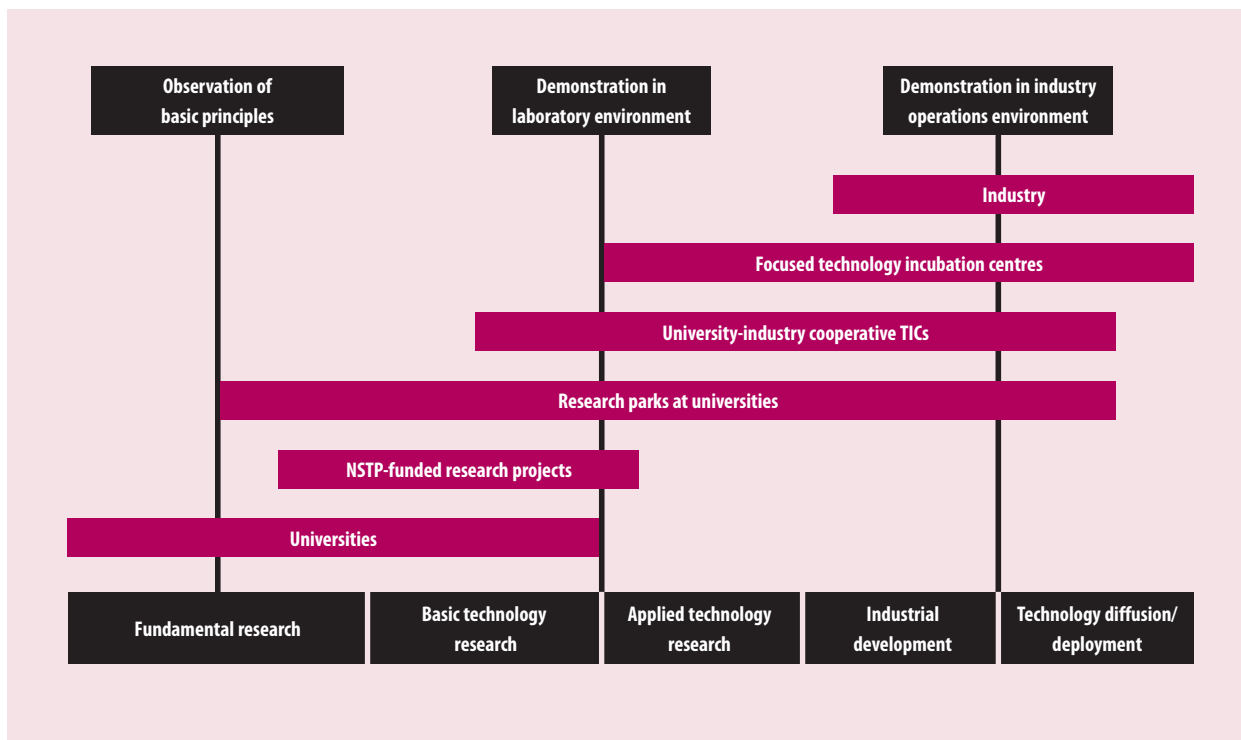 Observation of
basic principles
Demonstration in
laboratory environment
Demonstration in industry
operations environment
Industry
Focused technology incubation centres
University-industry cooperative TICs
Research parks at universities
NSTP-funded research projects
Universities
Fundamental research
Basic technology
research
Applied technology
research
Industrial
development
Technology diffusion/
deployment